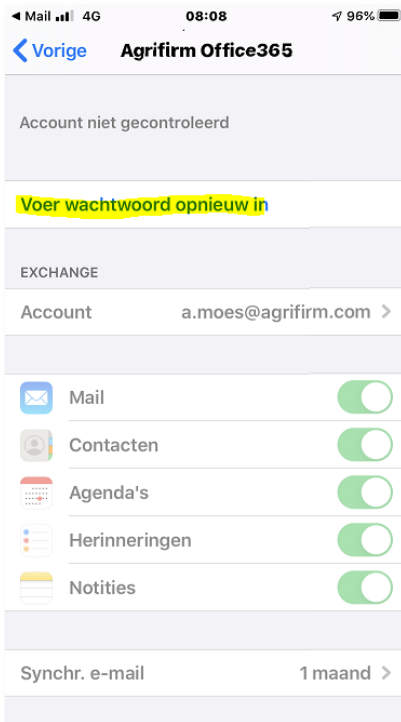 Mail 4G 08:08 96%
Vorige Agrifirm Office365
Account niet gecontroleerd
Voer wachtwoord opnieuw in
EXCHANGE
Account a.moes@agrifirm.com
Mail
Contacten
Agenda's
Herinneringen
Notities
Synchr. e-mail 1 maand